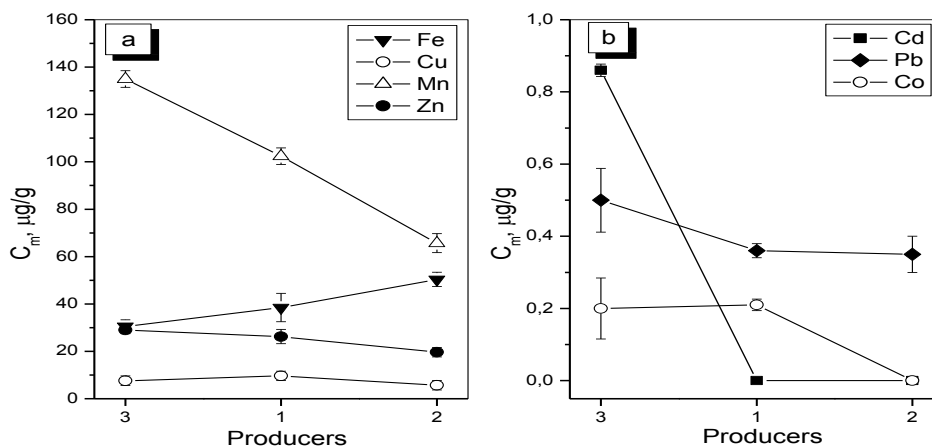 a
Fe
Cu
Mn
Zn
160
140
120
100
80
60
40
20
0
C_m, µg/g
3 1 2
Producers
b
Cd
Pb
Co
1,0
0,8
0,6
0,4
0,2
0,0
C_m, µg/g
3 1 2
Producers